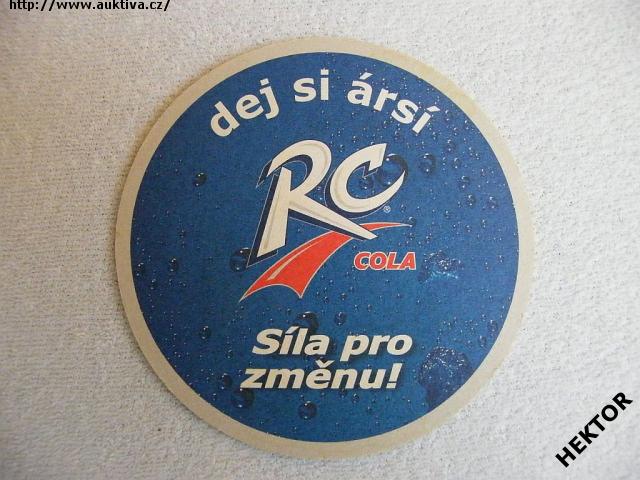 http://www.auktiva.cz/
dej si ársí
RC®
COLA
Síla pro
změnu!
HEKTOR